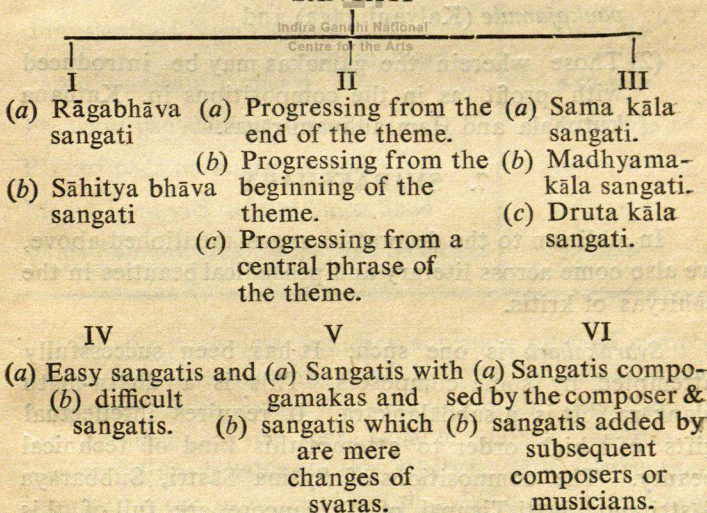 Indira Gandhi National
Centre for the Arts
I
(a) Rāgabhāva
sangati
(b) Sāhitya bhāva
sangati
II
(a) Progressing from the
end of the theme.
(b) Progressing from the
beginning of the
theme.
(c) Progressing from a
central phrase of
the theme.
III
(a) Sama kāla
sangati.
(b) Madhyama-
kāla sangati.
(c) Druta kāla
sangati.
IV
(a) Easy sangatis and
(b) difficult
sangatis.
V
(a) Sangatis with
gamakas and
(b) sangatis which
are mere
changes of
svaras.
VI
(a) Sangatis compo-
sed by the composer &
(b) sangatis added by
subsequent
composers or
musicians.